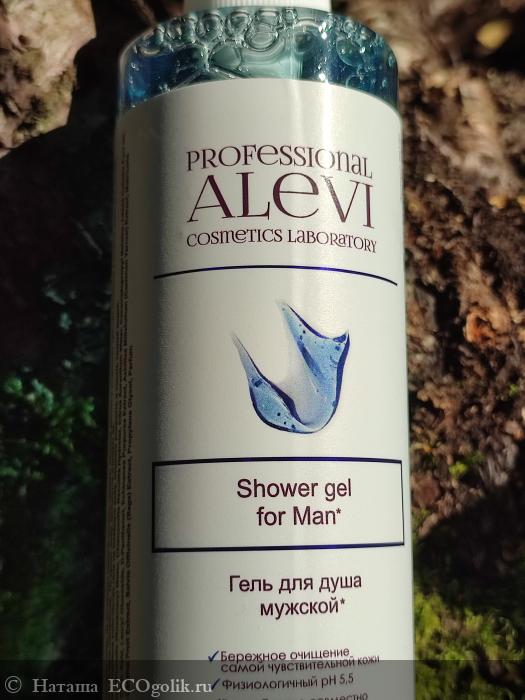 PROFESSIONAL
ALEVI
COSMETICS LABORATORY
Shower gel
for Man*
Гель для душа
мужской*
✓Бережное очищение
самой чувствительной кожи
✓Физиологичный pH 5,5
© Наташа ECOgolik.ru